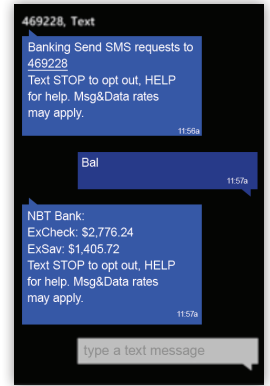 469228, Text
Banking Send SMS requests to
469228
Text STOP to opt out, HELP
for help. Msg&Data rates
may apply.
11:56a
Bal
11:57a
NBT Bank:
ExCheck: $2,776.24
ExSav: $1,405.72
Text STOP to opt out, HELP
for help. Msg&Data rates
may apply.
11:57a
type a text message